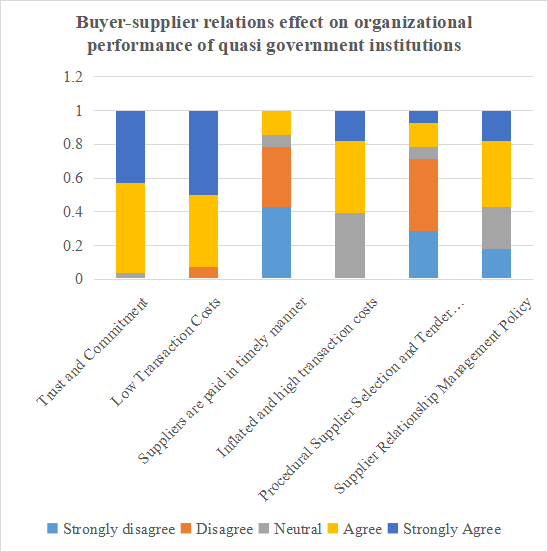 Buyer-supplier relations effect on organizational
performance of quasi government institutions
1.2
1
0.8
0.6
0.4
0.2
0
Trust and Commitment
Low Transaction Costs
Suppliers are paid in timely manner
Inflated and high transaction costs
Procedural Supplier Selection and Tender…
Supplier Relationship Management Policy
Strongly disagree Disagree Neutral Agree Strongly Agree